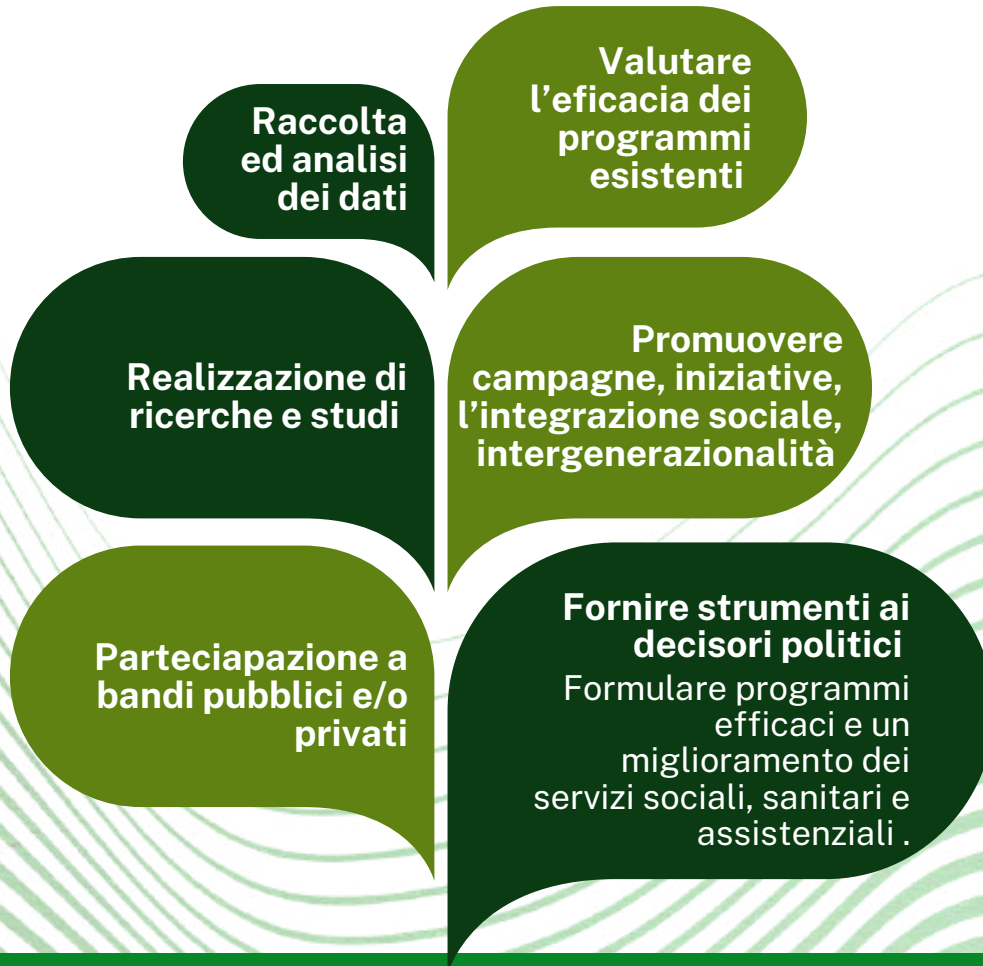 Raccolta
ed analisi
dei dati
Valutare
l'eficacia dei
programmi
esistenti
Realizzazione di
ricerche e studi
Promuovere
campagne, iniziative,
l'integrazione sociale,
intergenerazionalità
Parteciapazione a
bandi pubblici e/o
privati
Fornire strumenti ai
decisori politici
Formulare programmi
efficaci e un
miglioramento dei
servizi sociali, sanitari e
assistenziali .